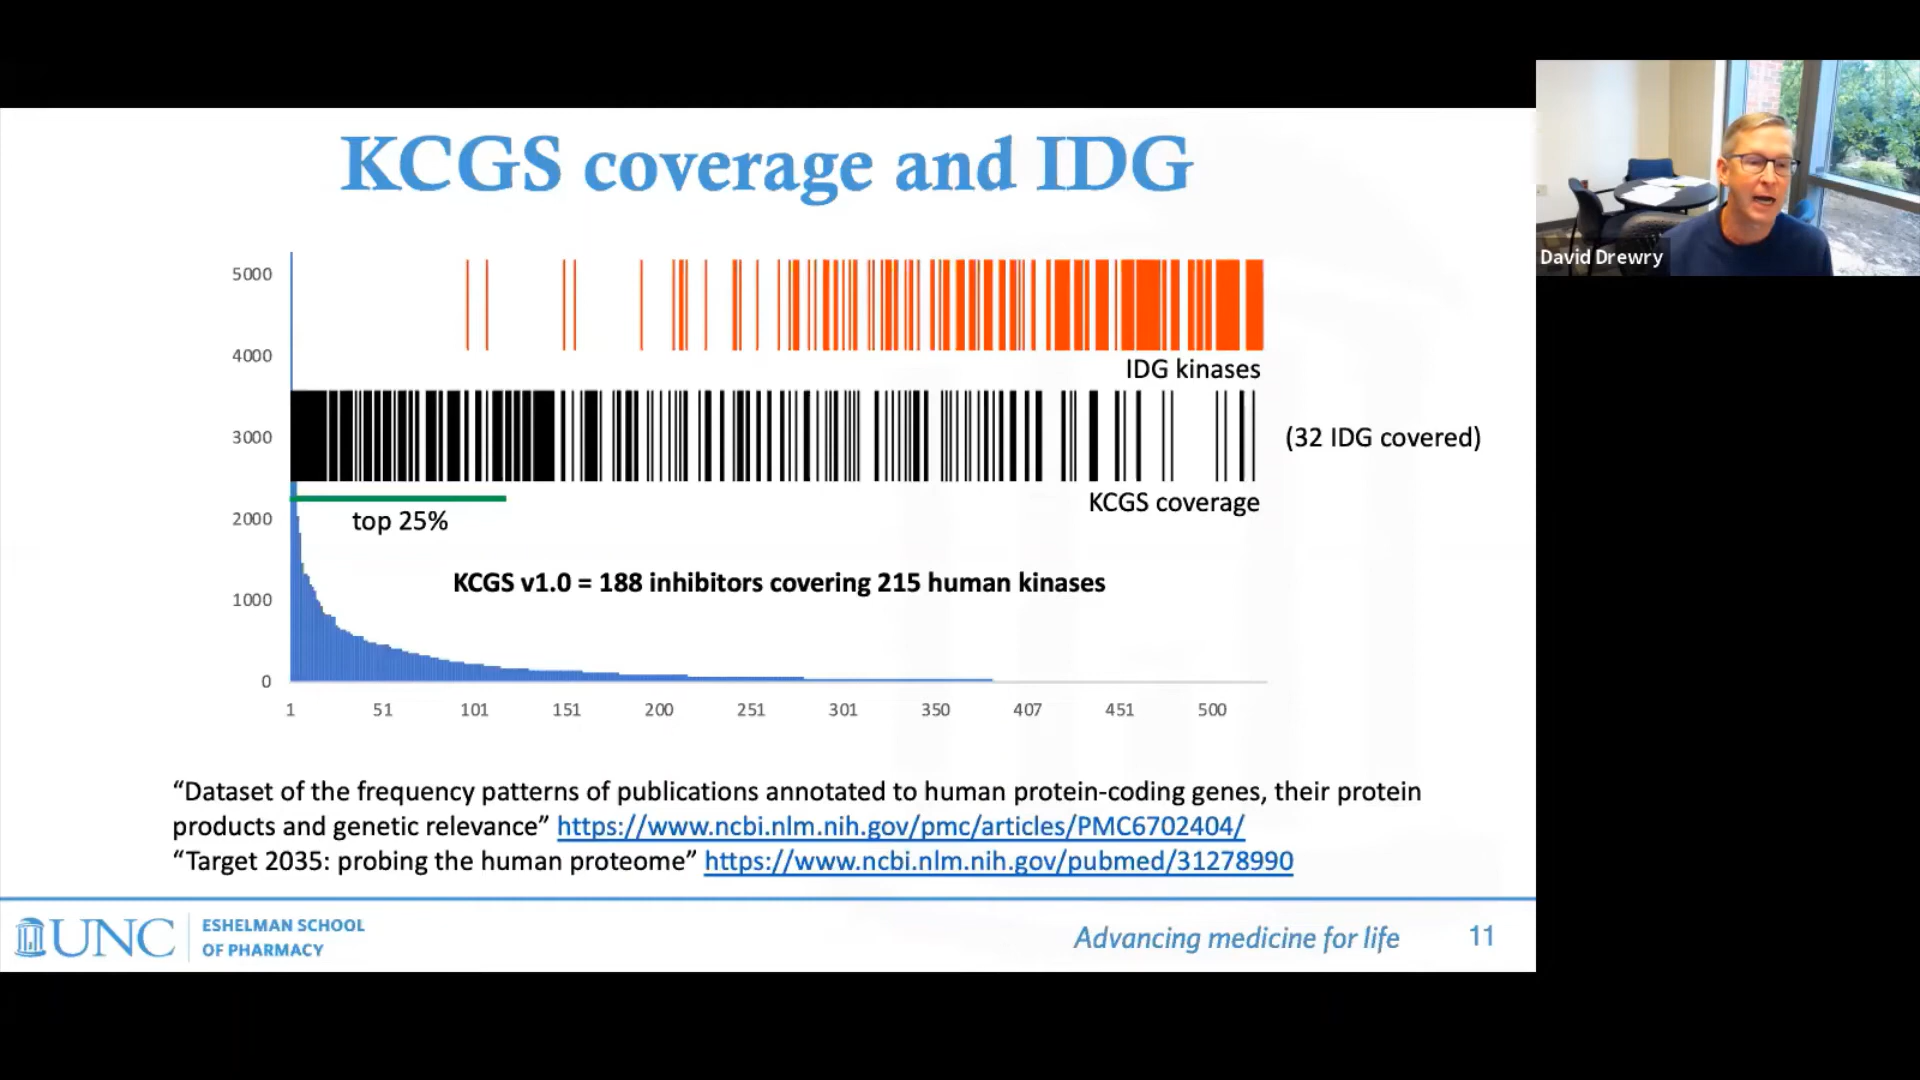 KCGS coverage and IDG
David Drewry
5000
4000
3000
2000
1000
0
IDG kinases
(32 IDG covered)
KCGS coverage
top 25%
KCGS v1.0 = 188 inhibitors covering 215 human kinases
1 51 101 151 200 251 301 350 407 451 500
“Dataset of the frequency patterns of publications annotated to human protein-coding genes, their protein
products and genetic relevance” https://www.ncbi.nlm.nih.gov/pmc/articles/PMC6702404/
“Target 2035: probing the human proteome” https://www.ncbi.nlm.nih.gov/pubmed/31278990
UNC
ESHELMAN SCHOOL
OF PHARMACY
Advancing medicine for life
11